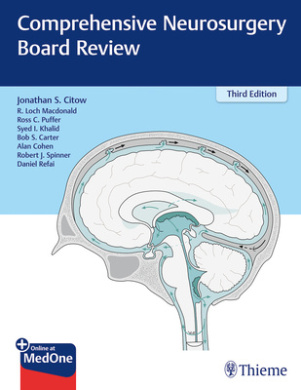 Comprehensive Neurosurgery
Board Review
Third Edition
Jonathan S. Citow
R. Loch Macdonald
Ross C. Puffer
Syed I. Khalid
Bob S. Carter
Alan Cohen
Robert J. Spinner
Daniel Refai
Online at
MedOne
Thieme